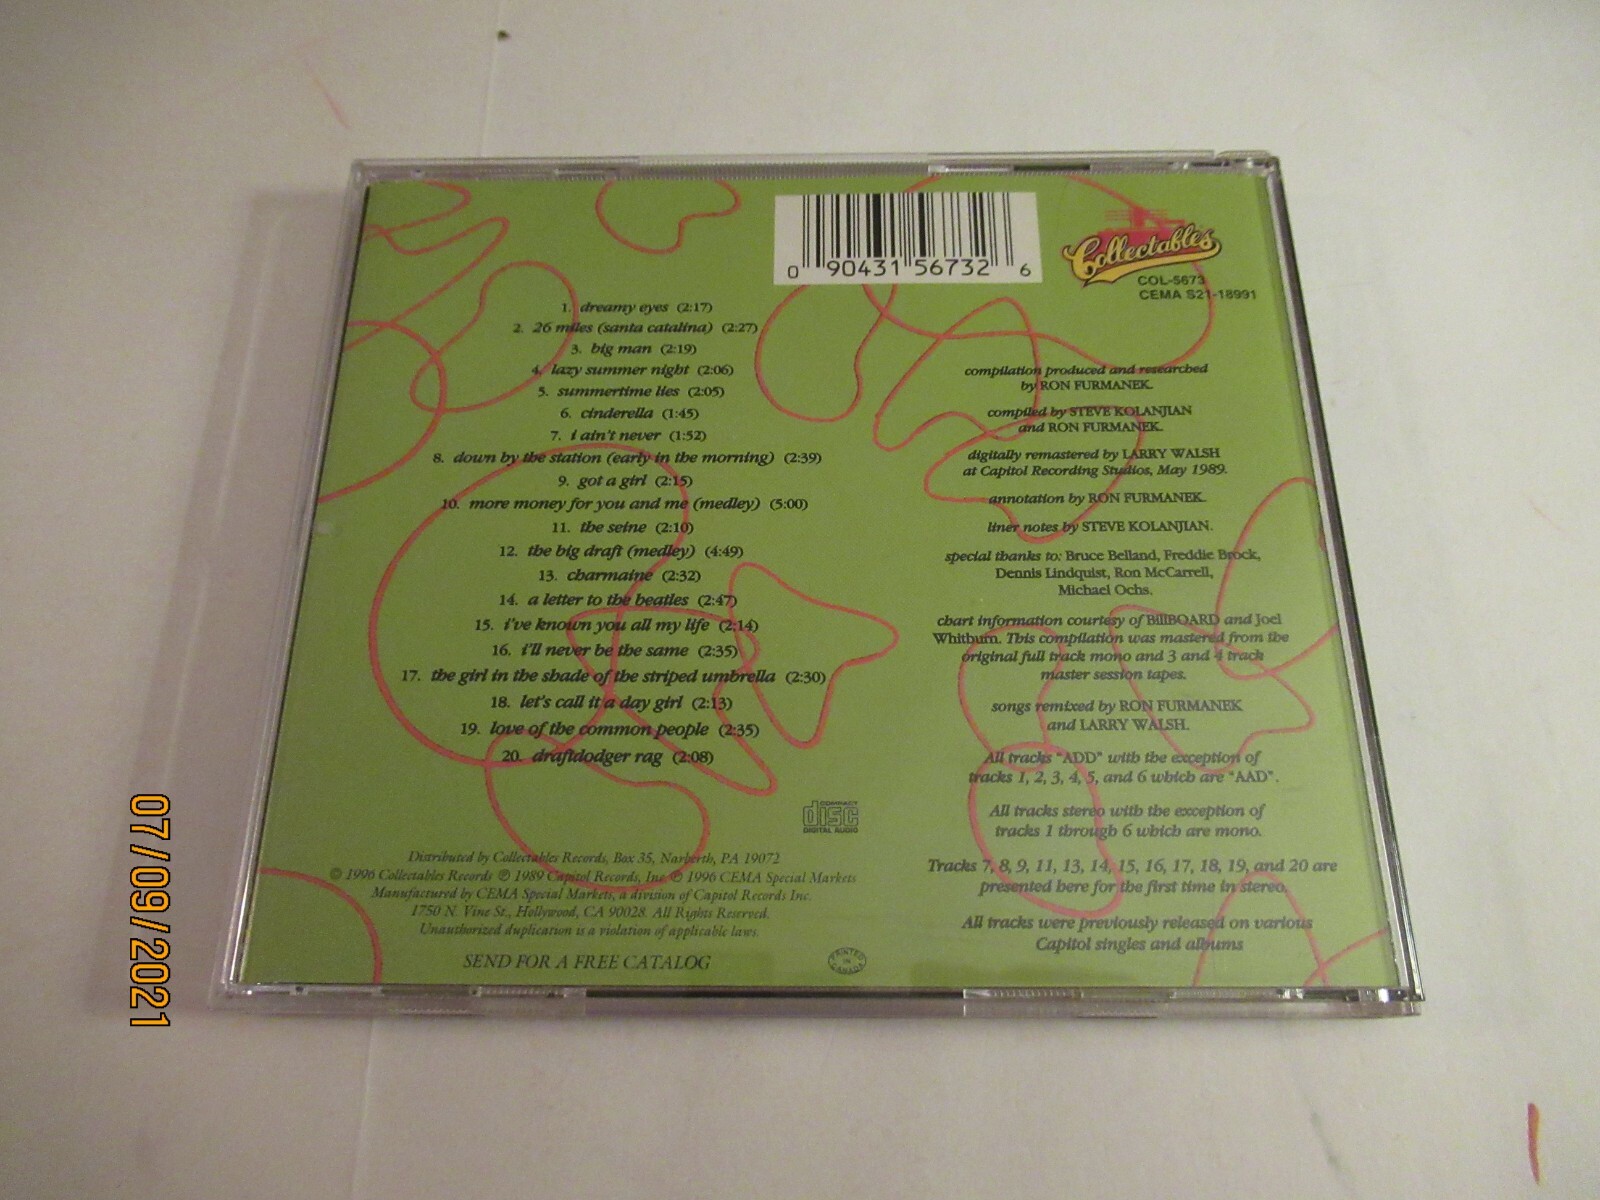 0 90431 56732 6
Collectables
COL-5673
CEMA S21-18991
1. dreamy eyes (2:17)
2. 26 miles (santa catalina) (2:27)
3. big man (2:19)
4. lazy summer night (2:06)
5. summertime lies (2:05)
6. cinderella (1:45)
7. i ain't never (1:52)
8. down by the station (early in the morning) (2:39)
9. got a girl (2:15)
10. more money for you and me (medley) (5:00)
11. the seine (2:10)
12. the big draft (medley) (4:49)
13. charmaine (2:32)
14. a letter to the beatles (2:47)
15. i've known you all my life (2:14)
16. i'll never be the same (2:35)
17. the girl in the shade of the striped umbrella (2:30)
18. let's call it a day girl (2:13)
19. love of the common people (2:35)
20. draftdodger rag (2:08)
compilation produced and researched
by RON FURMANEK.
compiled by STEVE KOLANJIAN
and RON FURMANEK.
digitally remastered by LARRY WALSH
at Capitol Recording Studios, May 1989.
annotation by RON FURMANEK.
liner notes by STEVE KOLANJIAN.
special thanks to: Bruce Belland, Freddie Brock,
Dennis Lindquist, Ron McCarrell,
Michael Ochs.
chart information courtesy of BillBOARD and Joel
Whitburn. This compilation was mastered from the
original full track mono and 3 and 4 track
master session tapes.
songs remixed by RON FURMANEK
and LARRY WALSH.
All tracks "ADD" with the exception of
tracks 1, 2, 3, 4, 5, and 6 which are "AAD".
All tracks stereo with the exception of
tracks 1 through 6 which are mono.
Tracks 7, 8, 9, 11, 13, 14, 15, 16, 17, 18, 19, and 20 are
presented here for the first time in stereo.
All tracks were previously released on various
Capitol singles and albums
COMPACT
disc
DIGITAL AUDIO
Distributed by Collectables Records, Box 35, Narberth, PA 19072
© 1996 Collectables Records ℗ 1989 Capitol Records, Inc. ℗ 1996 CEMA Special Markets
Manufactured by CEMA Special Markets, a division of Capitol Records Inc.
1750 N. Vine St., Hollywood, CA 90028. All Rights Reserved.
Unauthorized duplication is a violation of applicable laws.
SEND FOR A FREE CATALOG
PRINTED
IN
CANADA
07/09/2021